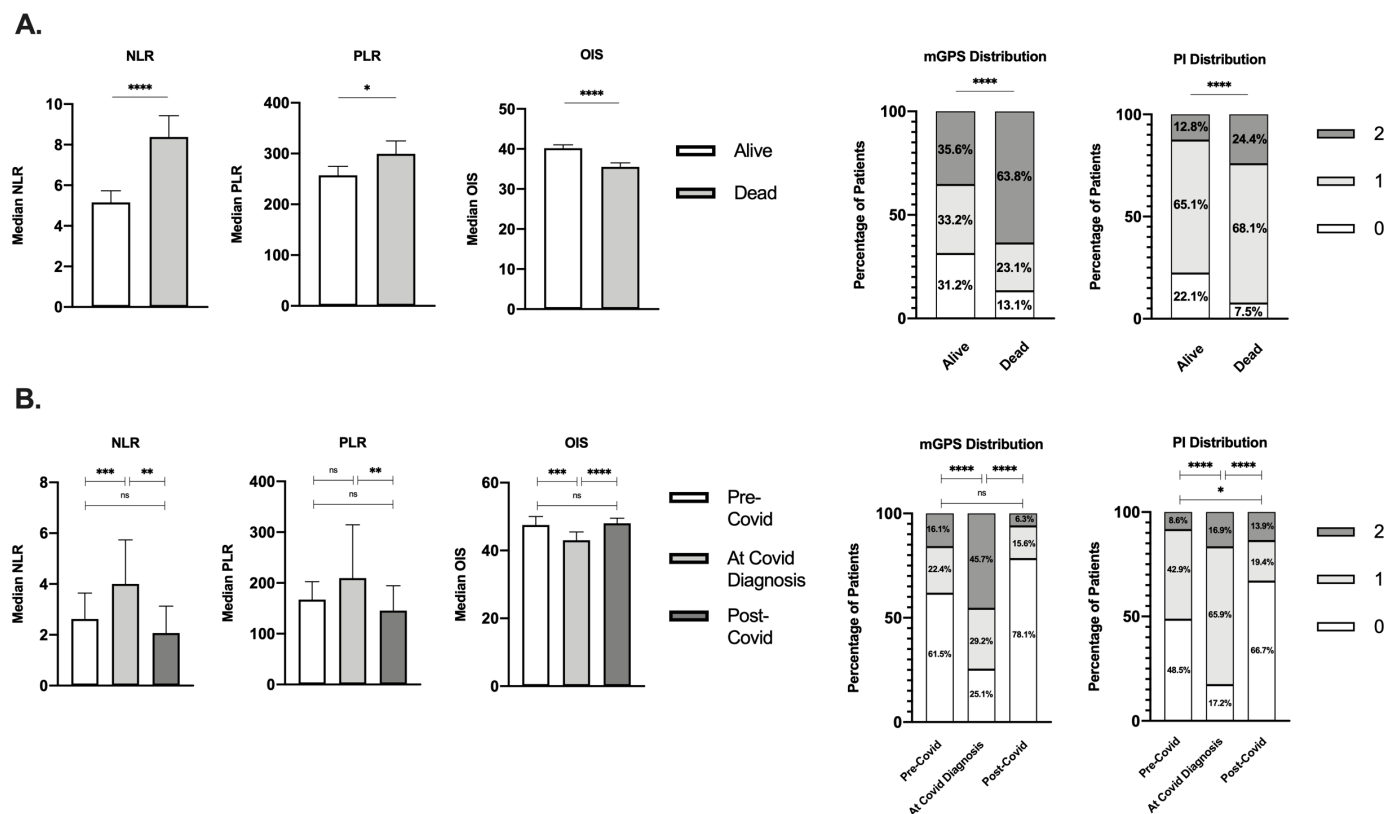 A.
NLR
****
Median NLR
10
8
6
4
2
0
PLR
*
Median PLR
400
300
200
100
0
OIS
****
Median OIS
50
40
30
20
10
0
Alive
Dead
mGPS Distribution
****
Percentage of Patients
100
50
0
35.6%
33.2%
31.2%
63.8%
23.1%
13.1%
Alive
Dead
PI Distribution
****
Percentage of Patients
100
50
0
12.8%
65.1%
22.1%
24.4%
68.1%
7.5%
Alive
Dead
2
1
0
B.
NLR
*** **
ns
Median NLR
8
6
4
2
0
PLR
ns **
ns
Median PLR
400
300
200
100
0
OIS
*** ****
ns
Median OIS
60
40
20
0
Pre-
Covid
At Covid
Diagnosis
Post-
Covid
mGPS Distribution
**** ****
ns
Percentage of Patients
100
50
0
16.1%
22.4%
61.5%
45.7%
29.2%
25.1%
6.3%
15.6%
78.1%
Pre-Covid
At Covid Diagnosis
Post-Covid
PI Distribution
**** ****
*
Percentage of Patients
100
50
0
8.6%
42.9%
48.5%
16.9%
65.9%
17.2%
13.9%
19.4%
66.7%
Pre-Covid
At Covid Diagnosis
Post-Covid
2
1
0